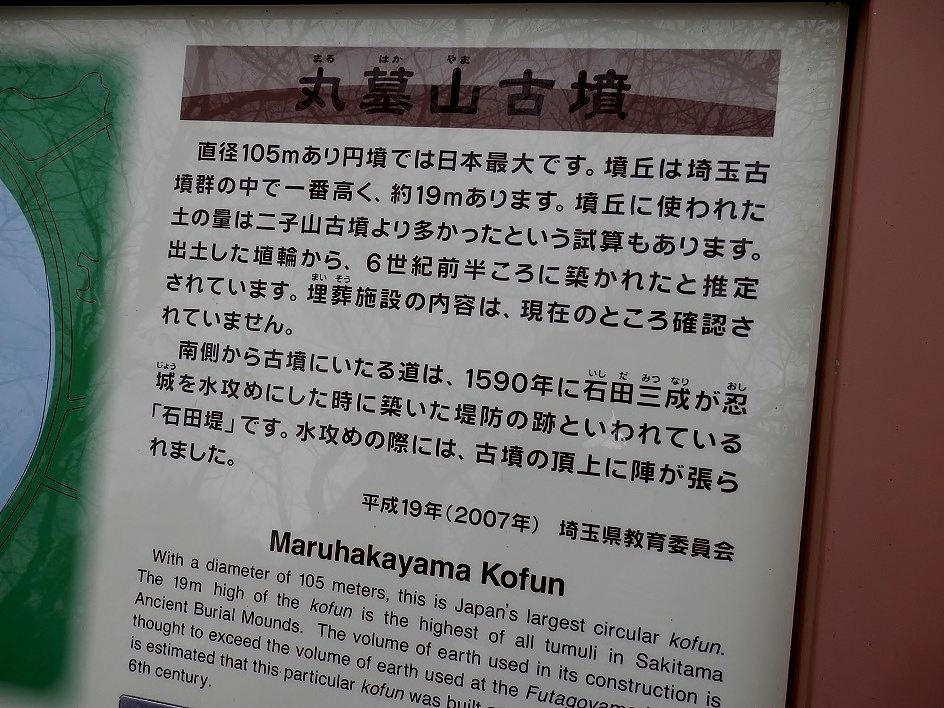 まる はか やま
丸墓山古墳
直径105mあり円墳では日本最大です。墳丘は埼玉古
墳群の中で一番高く、約19mあります。墳丘に使われた
土の量は二子山古墳より多かったという試算もあります。
出土した埴輪から、6世紀前半ころに築かれたと推定
まい そう
されています。埋葬施設の内容は、現在のところ確認さ
れていません。
いし だ みつ なり おし
南側から古墳にいたる道は、1590年に石田三成が忍
じょう
城を水攻めにした時に築いた堤防の跡といわれている
「石田堤」です。水攻めの際には、古墳の頂上に陣が張ら
れました。
平成19年(2007年) 埼玉県教育委員会
Maruhakayama Kofun
With a diameter of 105 meters, this is Japan's largest circular kofun.
The 19m high of the kofun is the highest of all tumuli in Sakitama
Ancient Burial Mounds. The volume of earth used in its construction is
thought to exceed the volume of earth used at the Futagoyama
is estimated that this particular kofun was built
6th century.